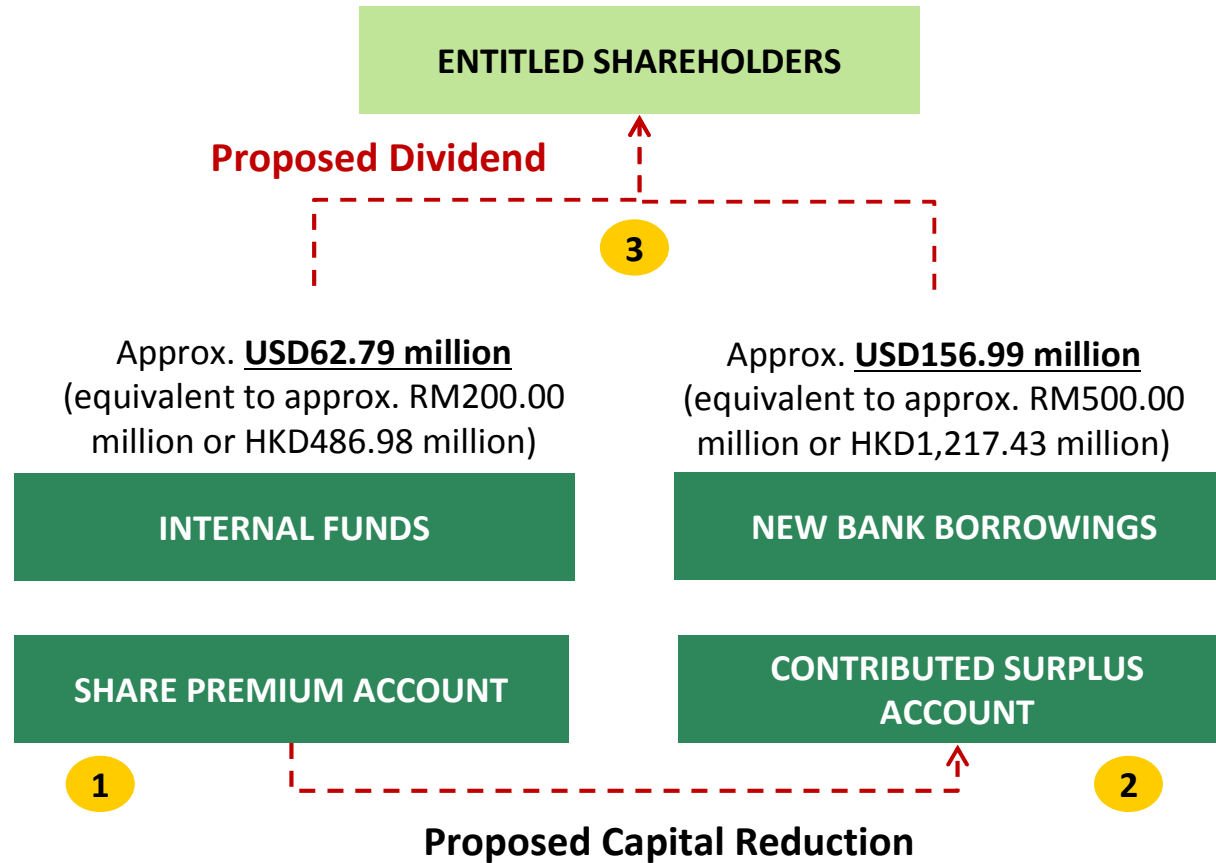 ENTITLED SHAREHOLDERS
Proposed Dividend
3
Approx. USD62.79 million
(equivalent to approx. RM200.00
million or HKD486.98 million)
Approx. USD156.99 million
(equivalent to approx. RM500.00
million or HKD1,217.43 million)
INTERNAL FUNDS
NEW BANK BORROWINGS
SHARE PREMIUM ACCOUNT
CONTRIBUTED SURPLUS
ACCOUNT
1
2
Proposed Capital Reduction